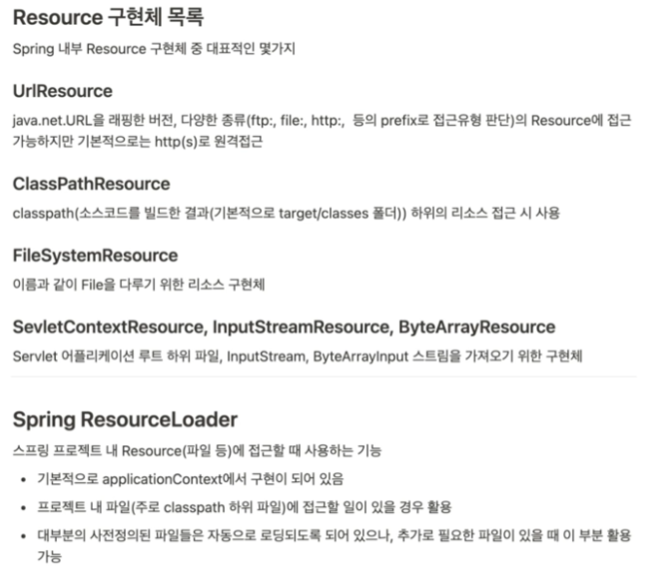 Resource 구현체 목록
Spring 내부 Resource 구현체 중 대표적인 몇가지
UrlResource
java.net.URL을 래핑한 버전, 다양한 종류(ftp:, file:, http:, 등의 prefix로 접근유형 판단)의 Resource에 접근
가능하지만 기본적으로는 http(s)로 원격접근
ClassPathResource
classpath(소스코드를 빌드한 결과(기본적으로 target/classes 폴더)) 하위의 리소스 접근 시 사용
FileSystemResource
이름과 같이 File을 다루기 위한 리소스 구현체
SevletContextResource, InputStreamResource, ByteArrayResource
Servlet 어플리케이션 루트 하위 파일, InputStream, ByteArrayInput 스트림을 가져오기 위한 구현체
Spring ResourceLoader
스프링 프로젝트 내 Resource(파일 등)에 접근할 때 사용하는 기능
• 기본적으로 applicationContext에서 구현이 되어 있음
• 프로젝트 내 파일(주로 classpath 하위 파일)에 접근할 일이 있을 경우 활용
• 대부분의 사전정의된 파일들은 자동으로 로딩되도록 되어 있으나, 추가로 필요한 파일이 있을 때 이 부분 활용
가능